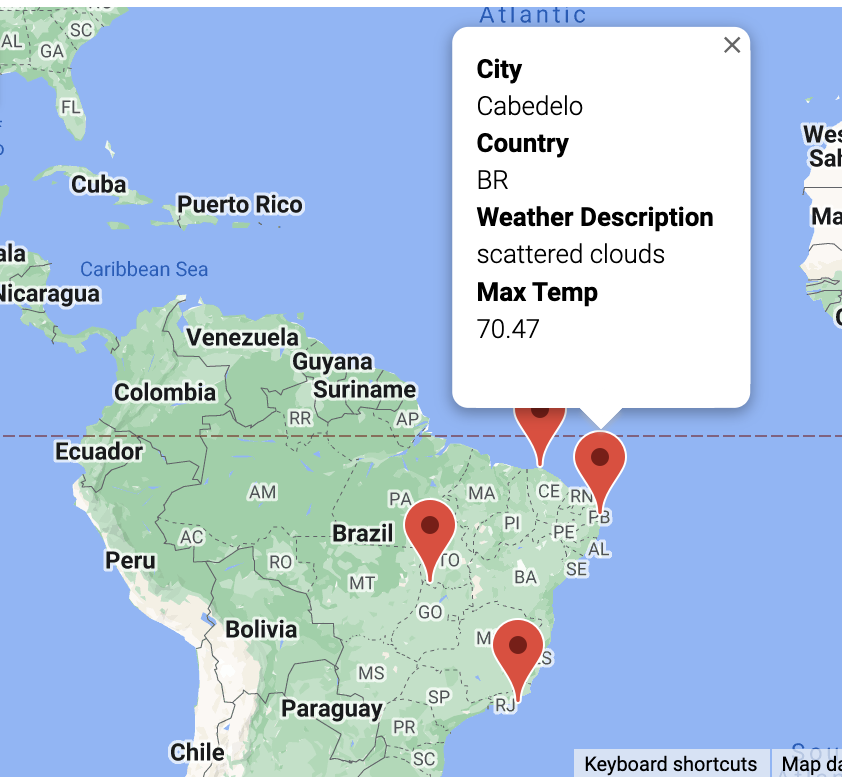 Atlantic
SC
AL
GA
FL
City
Cabedelo
Country
BR
Weather Description
scattered clouds
Max Temp
70.47
Wes
Sah
Ma
Cuba
Puerto Rico
ala
Caribbean Sea
Nicaragua
Venezuela
Guyana
Colombia
Suriname
RR
AP
Ecuador
AM
PA
MA
CE
RN
PB
PI
PE
Brazil
AC
AL
Peru
RO
TO
SE
MT
BA
GO
Bolivia
M
ES
MS
SP
RJ
Paraguay
PR
Chile
SC
Keyboard shortcuts
Map da